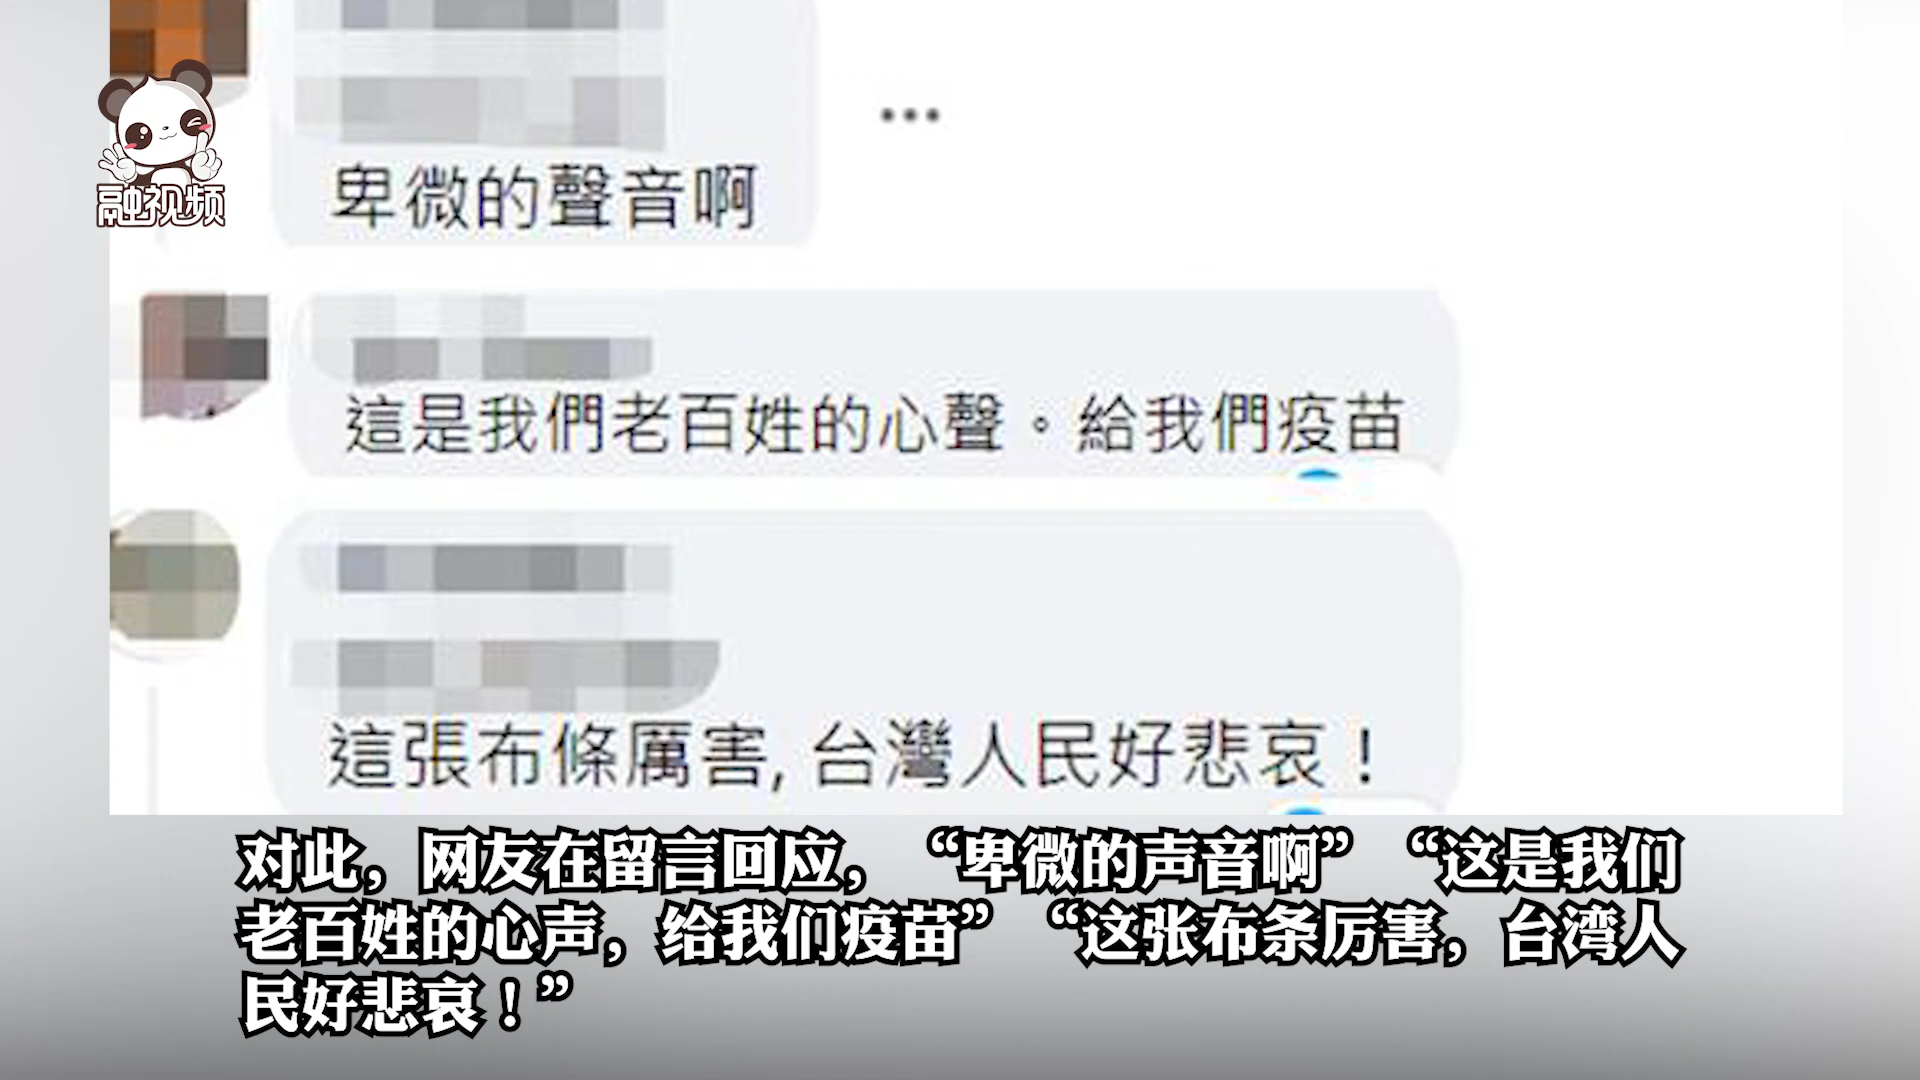 融视频
卑微的聲音啊
這是我們老百姓的心聲。給我們疫苗
這張布條厲害,台灣人民好悲哀!
对此，网友在留言回应，“卑微的声音啊”“这是我们
老百姓的心声，给我们疫苗”“这张布条厉害，台湾人
民好悲哀！”